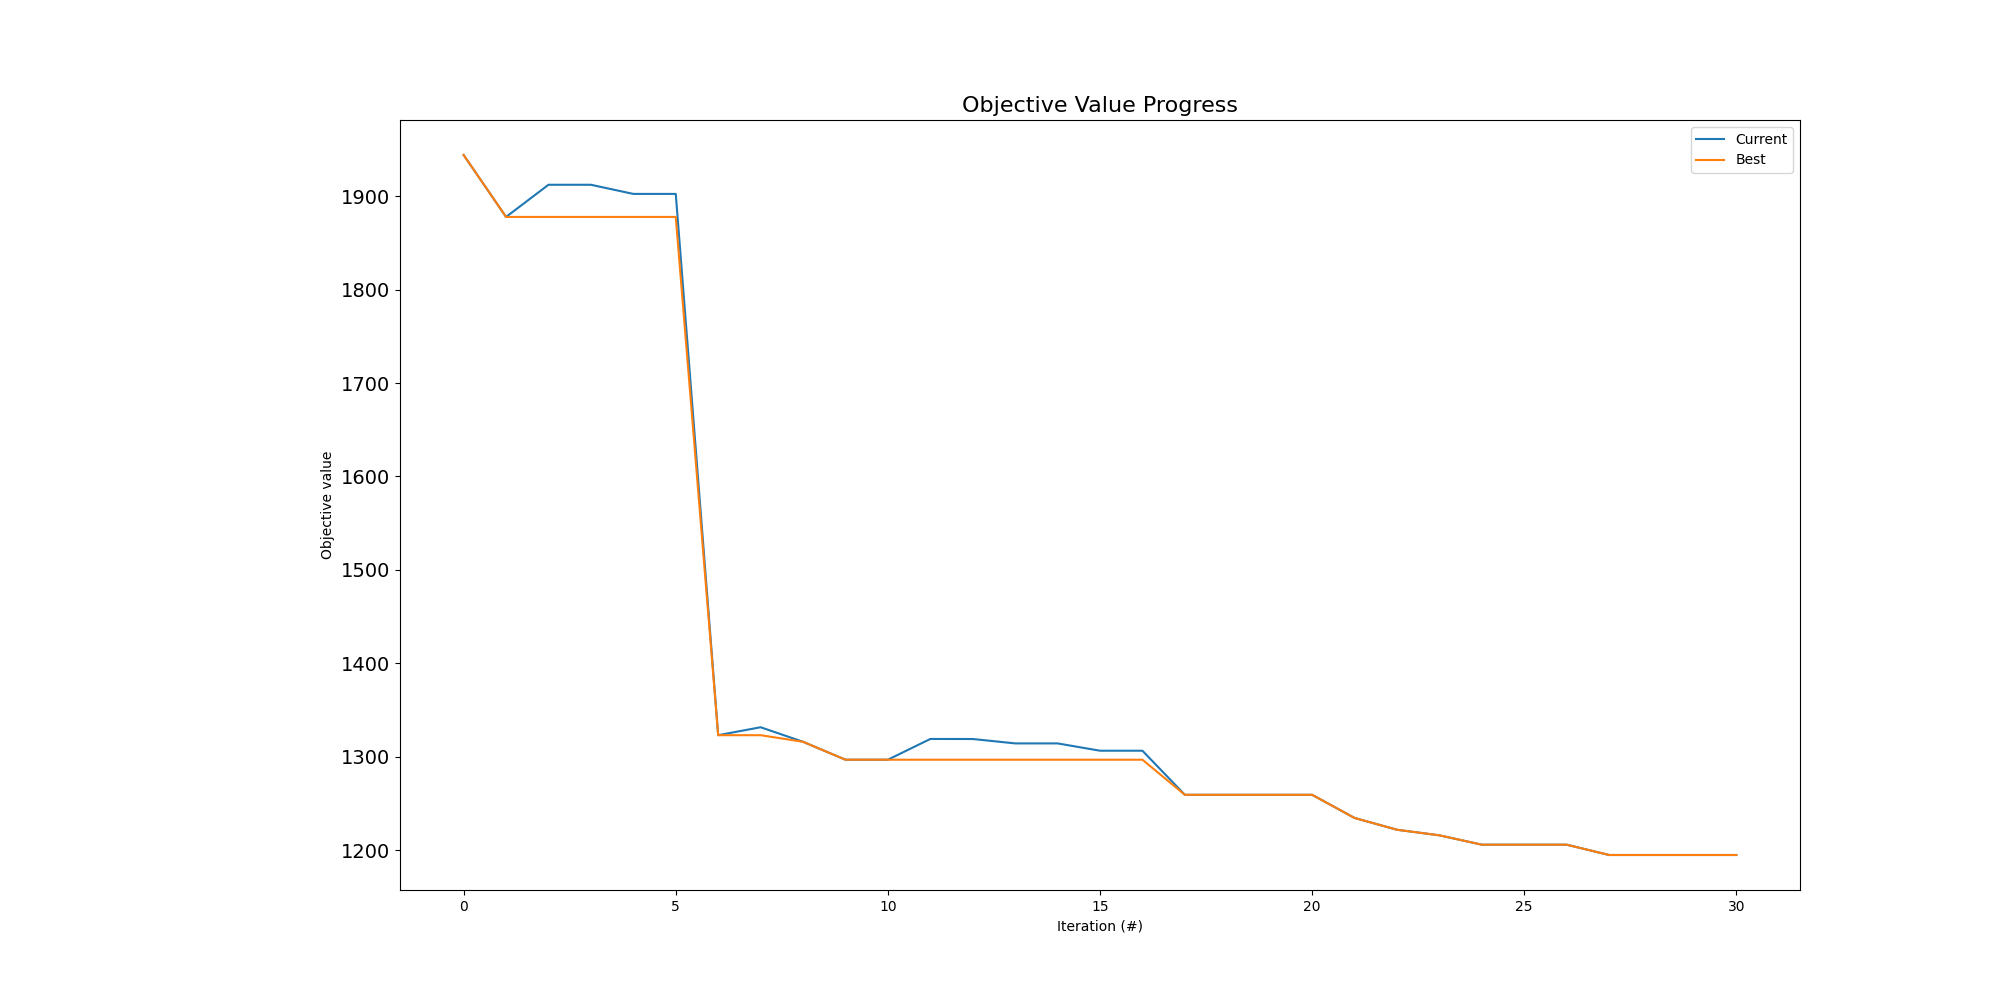 Objective Value Progress
Current
Best
1900
1800
1700
1600
1500
1400
1300
1200
Objective value
0 5 10 15 20 25 30
Iteration (#)